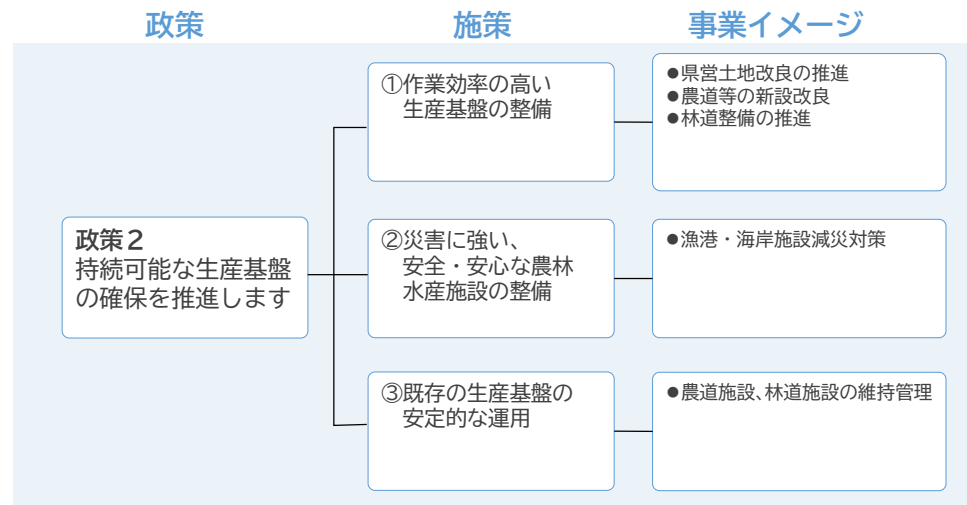 政策
施策
事業イメージ
政策２
持続可能な生産基盤
の確保を推進します
①作業効率の高い
生産基盤の整備
●県営土地改良の推進
●農道等の新設改良
●林道整備の推進
②災害に強い、
安全・安心な農林
水産施設の整備
●漁港・海岸施設減災対策
③既存の生産基盤の
安定的な運用
●農道施設、林道施設の維持管理